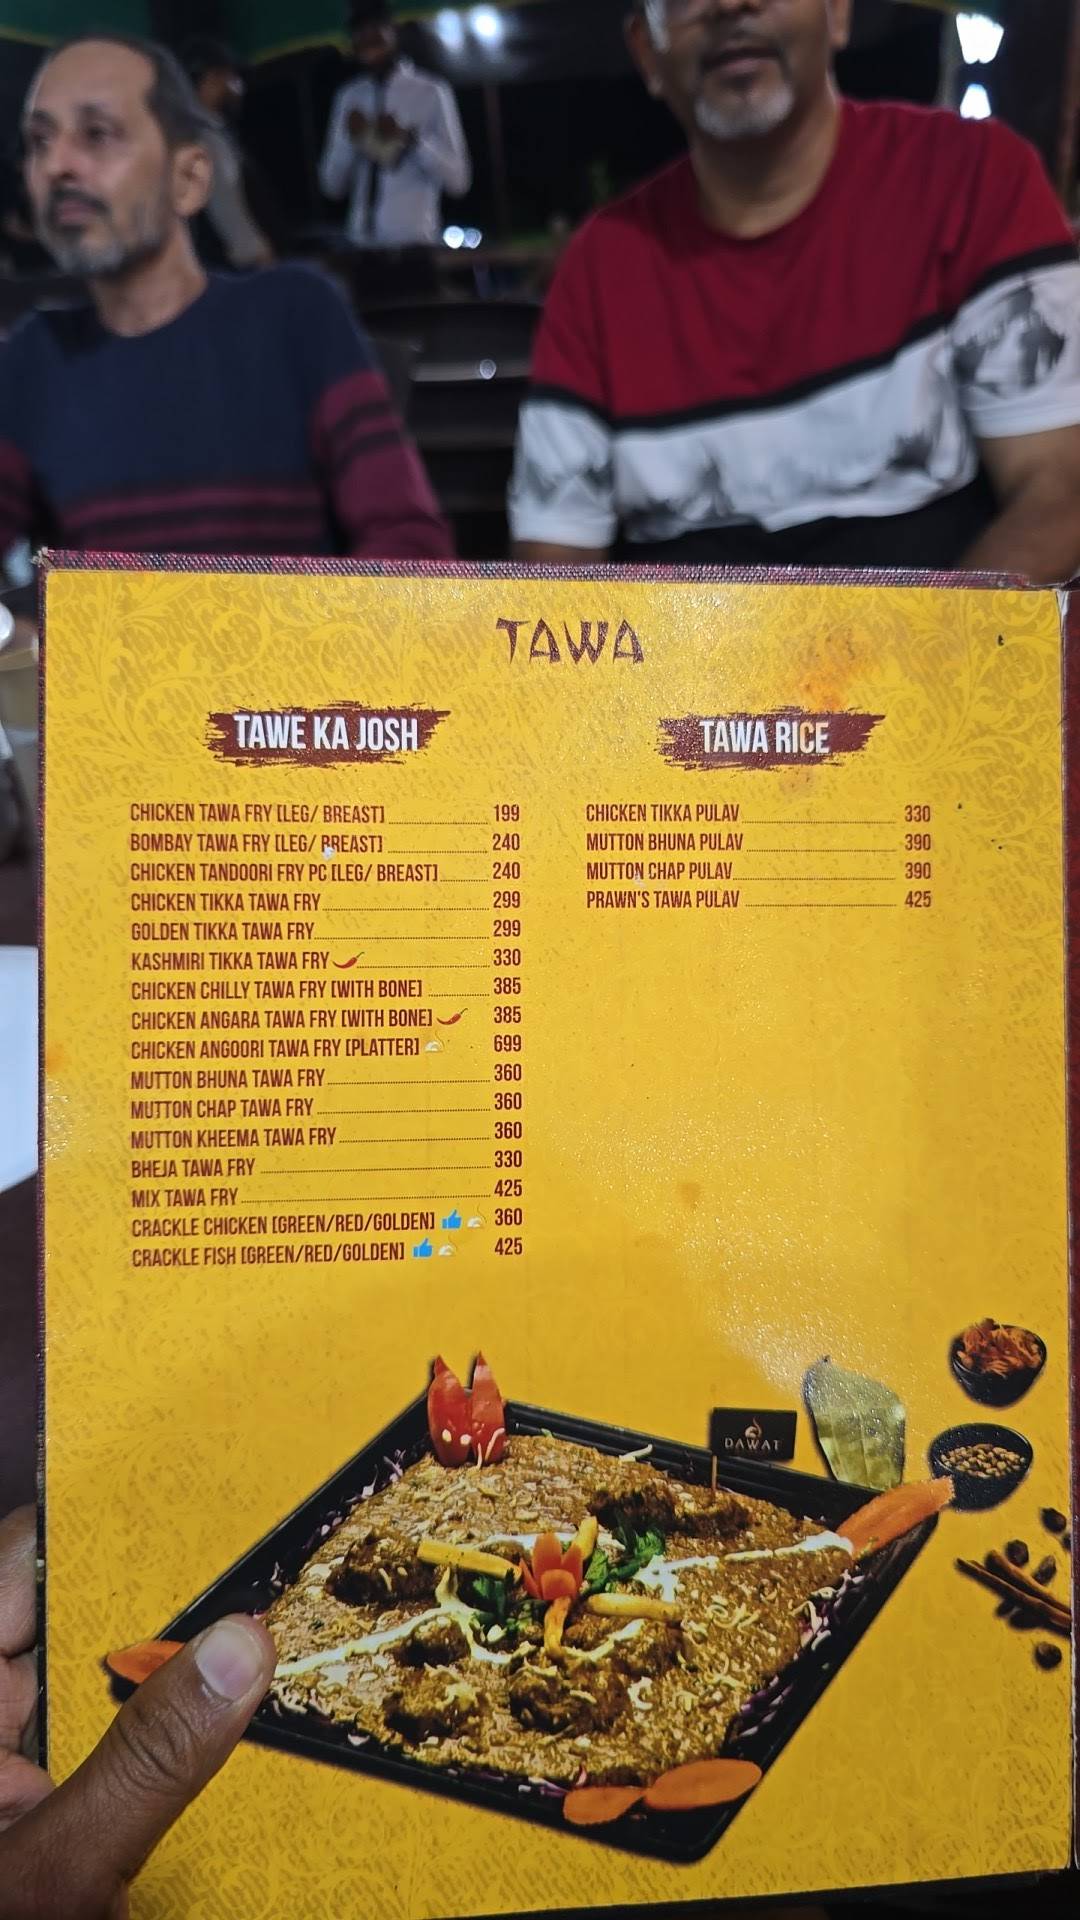 TAWA
TAWE KA JOSH
CHICKEN TAWA FRY [LEG/ BREAST] 199
BOMBAY TAWA FRY [LEG/ BREAST] 240
CHICKEN TANDOORI FRY PC [LEG/ BREAST] 240
CHICKEN TIKKA TAWA FRY 299
GOLDEN TIKKA TAWA FRY 299
KASHMIRI TIKKA TAWA FRY 330
CHICKEN CHILLY TAWA FRY [WITH BONE] 385
CHICKEN ANGARA TAWA FRY [WITH BONE] 385
CHICKEN ANGOORI TAWA FRY [PLATTER] 699
MUTTON BHUNA TAWA FRY 360
MUTTON CHAP TAWA FRY 360
MUTTON KHEEMA TAWA FRY 360
BHEJA TAWA FRY 330
MIX TAWA FRY 425
CRACKLE CHICKEN [GREEN/RED/GOLDEN] 360
CRACKLE FISH [GREEN/RED/GOLDEN] 425
TAWA RICE
CHICKEN TIKKA PULAV 330
MUTTON BHUNA PULAV 390
MUTTON CHAP PULAV 390
PRAWN'S TAWA PULAV 425
DAWAT